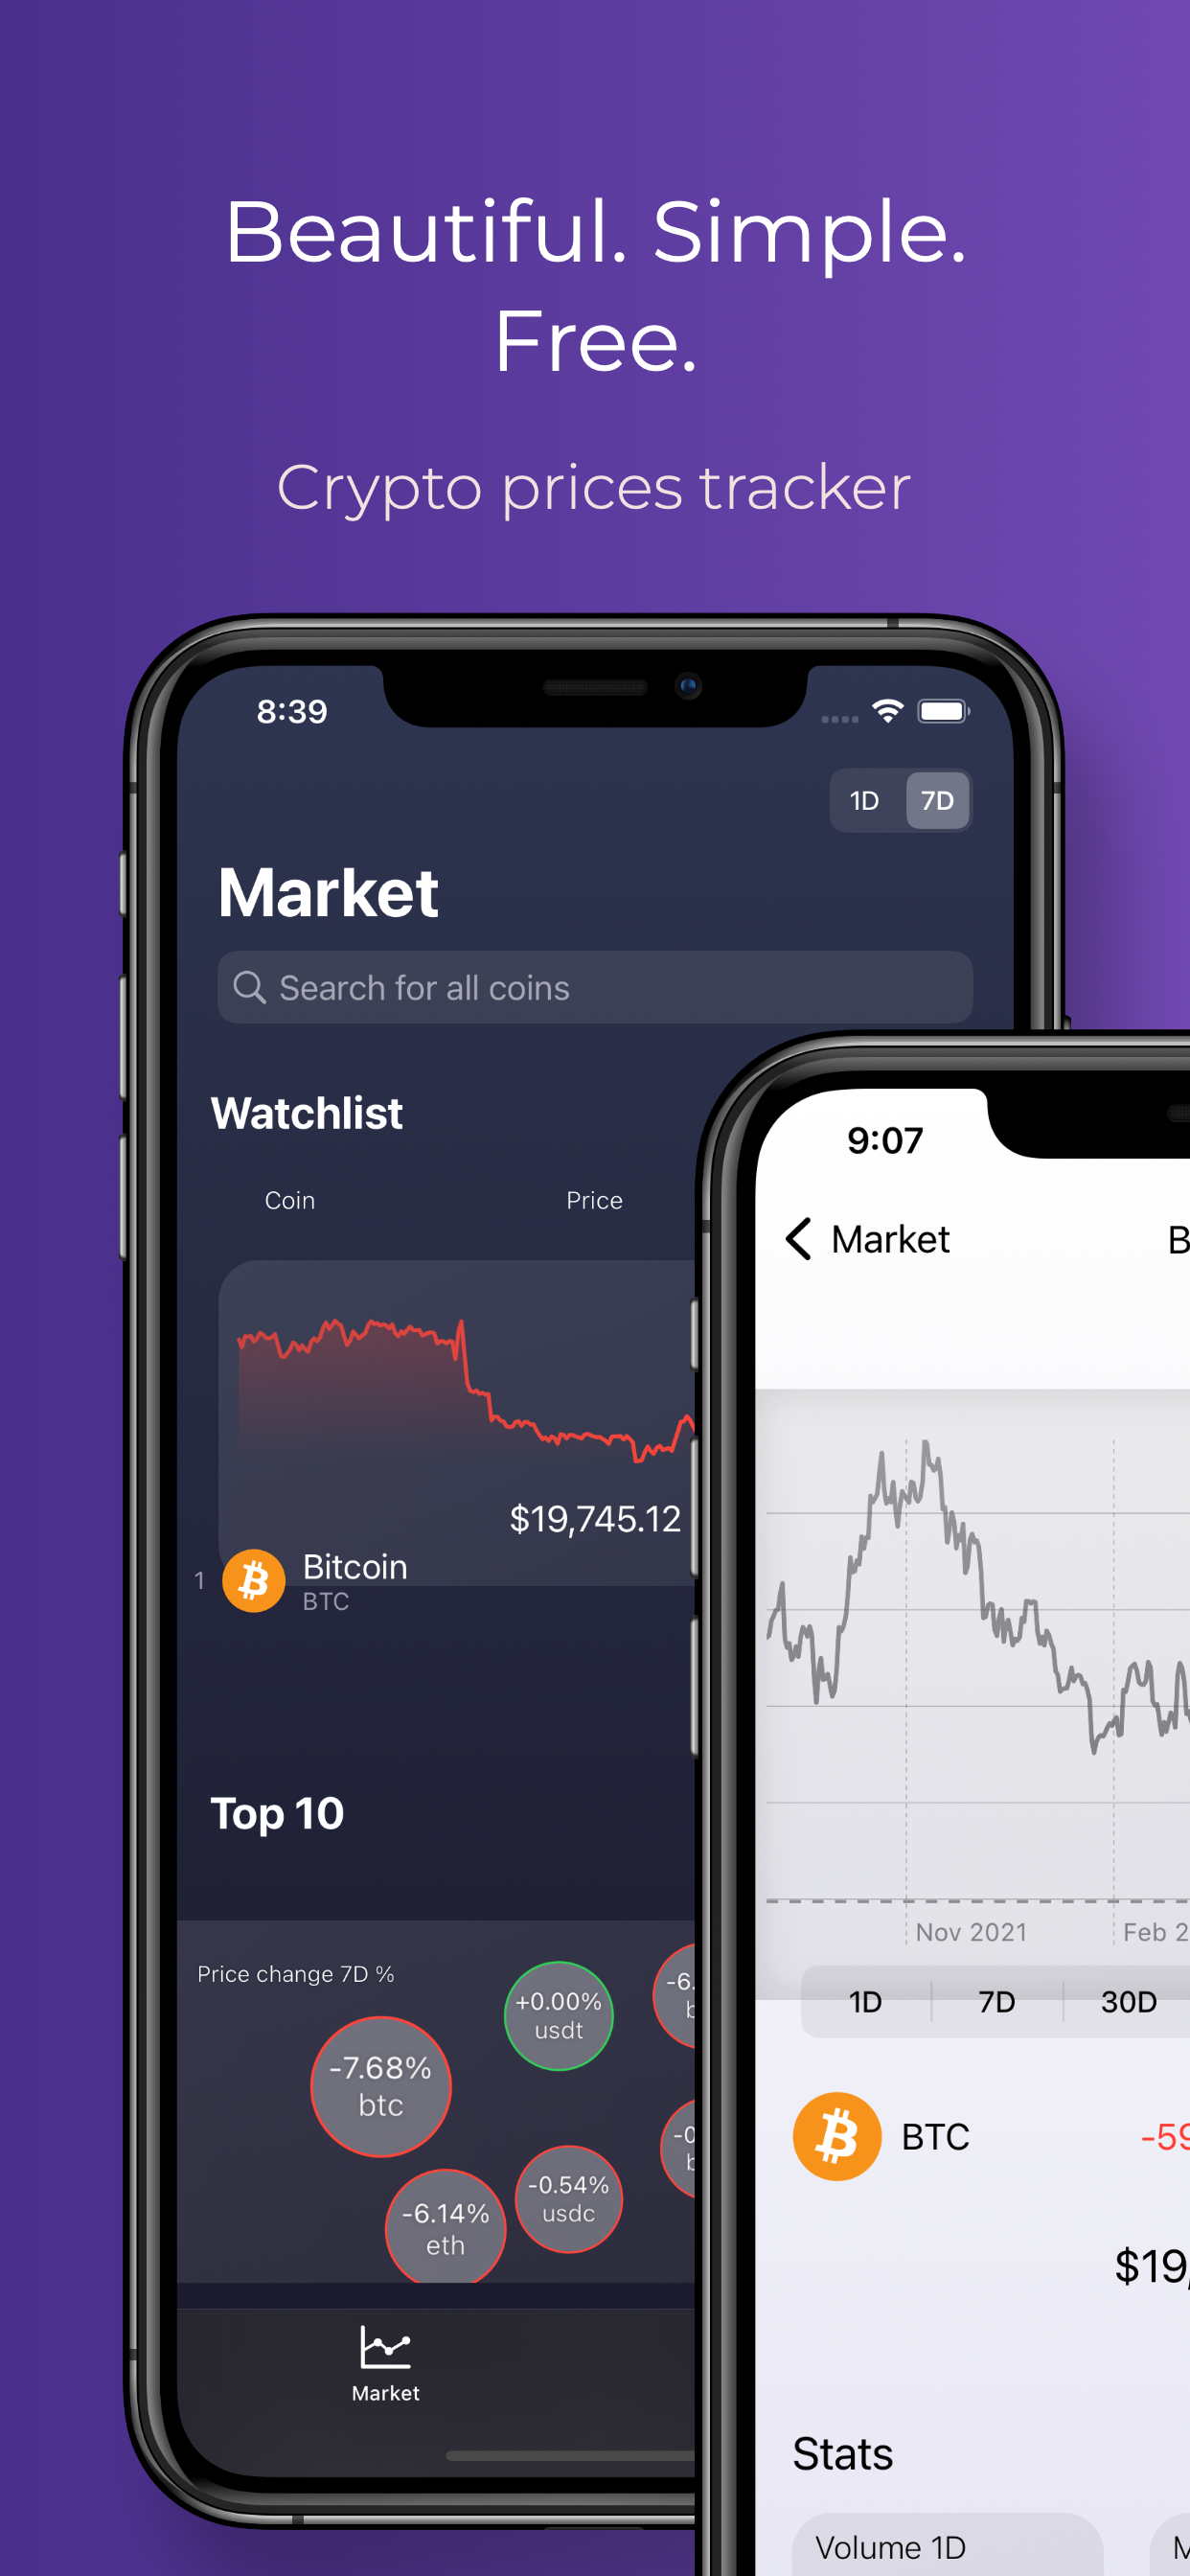 Beautiful. Simple.
Free.
Crypto prices tracker
8:39
1D 7D
Market
Search for all coins
Watchlist
Coin Price
$19,745.12
1 Bitcoin
BTC
Top 10
Price change 7D %
+0.00%
usdt
-7.68%
btc
-0.54%
usdc
-6.14%
eth
Market
9:07
Market
Nov 2021
1D 7D 30D
BTC
Stats
Volume 1D